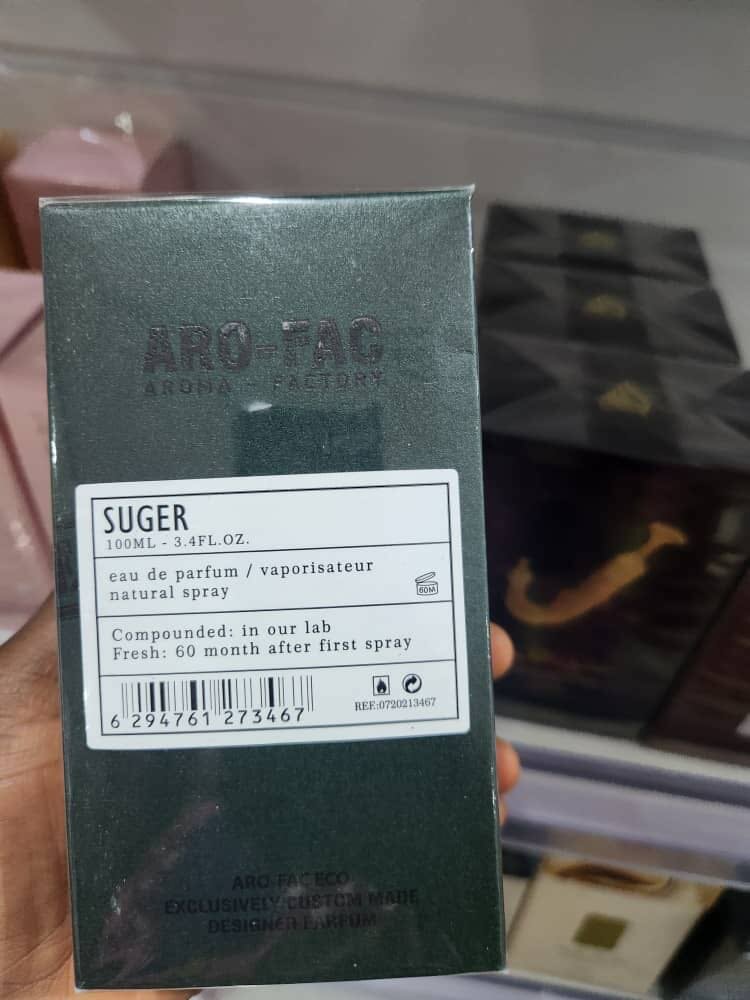 ARO-FAC
AROMA - FACTORY
SUGER
100ML - 3.4FL.OZ.
eau de parfum / vaporisateur
natural spray
60M
Compounded: in our lab
Fresh: 60 month after first spray
6 294761 273467
REF:0720213467
ARO-FAC ECO
EXCLUSIVELY CUSTOM MADE
DESIGNER PARFUM